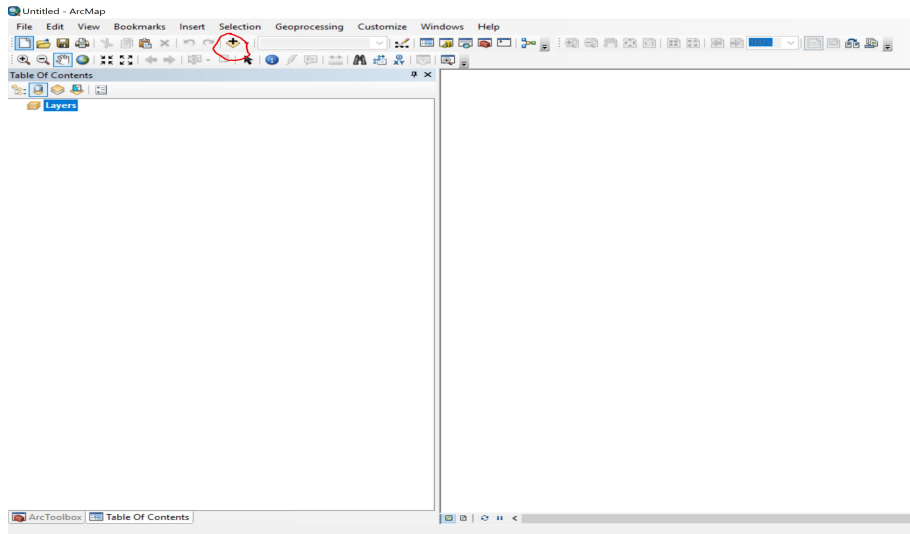 Untitled - ArcMap
File Edit View Bookmarks Insert Selection Geoprocessing Customize Windows Help
Table Of Contents
Layers
ArcToolbox Table Of Contents